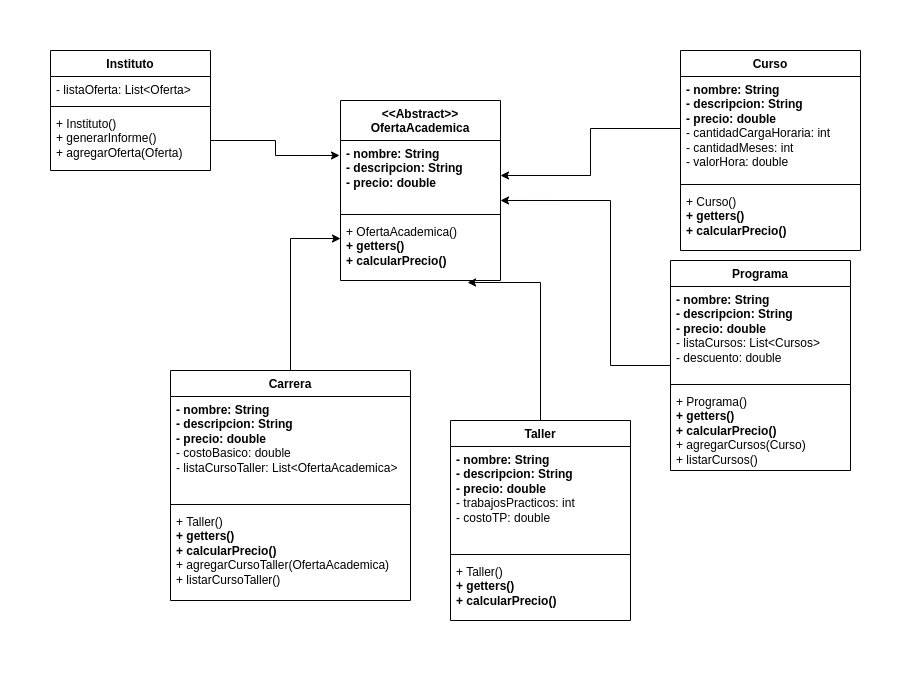 Instituto
- listaOferta: List<Oferta>
+ Instituto()
+ generarInforme()
+ agregarOferta(Oferta)
<<Abstract>>
OfertaAcademica
- nombre: String
- descripcion: String
- precio: double
+ OfertaAcademica()
+ getters()
+ calcularPrecio()
Curso
- nombre: String
- descripcion: String
- precio: double
- cantidadCargaHoraria: int
- cantidadMeses: int
- valorHora: double
+ Curso()
+ getters()
+ calcularPrecio()
Programa
- nombre: String
- descripcion: String
- precio: double
- listaCursos: List<Cursos>
- descuento: double
+ Programa()
+ getters()
+ calcularPrecio()
+ agregarCursos(Curso)
+ listarCursos()
Carrera
- nombre: String
- descripcion: String
- precio: double
- costoBasico: double
- listaCursoTaller: List<OfertaAcademica>
+ Taller()
+ getters()
+ calcularPrecio()
+ agregarCursoTaller(OfertaAcademica)
+ listarCursoTaller()
Taller
- nombre: String
- descripcion: String
- precio: double
- trabajosPracticos: int
- costoTP: double
+ Taller()
+ getters()
+ calcularPrecio()